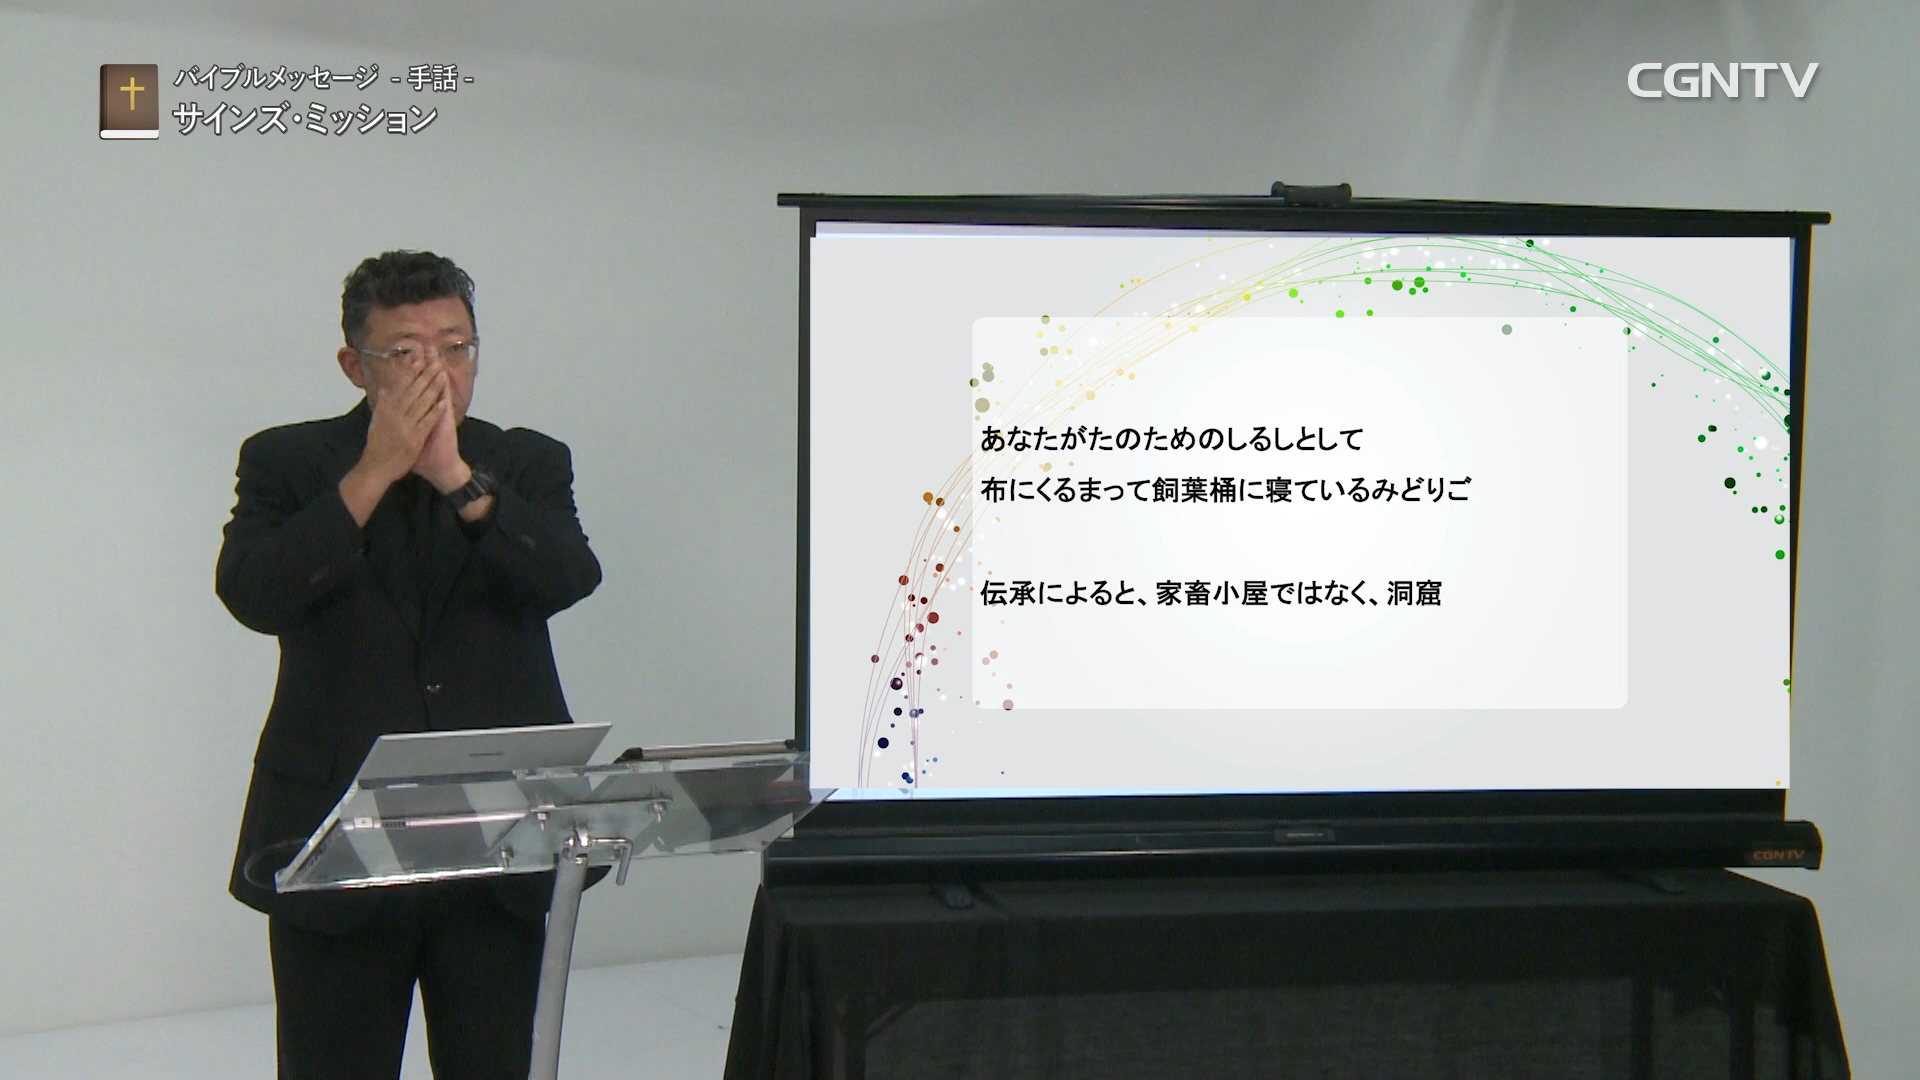 バイブルメッセージ - 手話 -
サインズ・ミッション
CGNTV
あなたがたのためのしるしとして
布にくるまって飼葉桶に寝ているみどりご
伝承によると、家畜小屋ではなく、洞窟
CGNTV